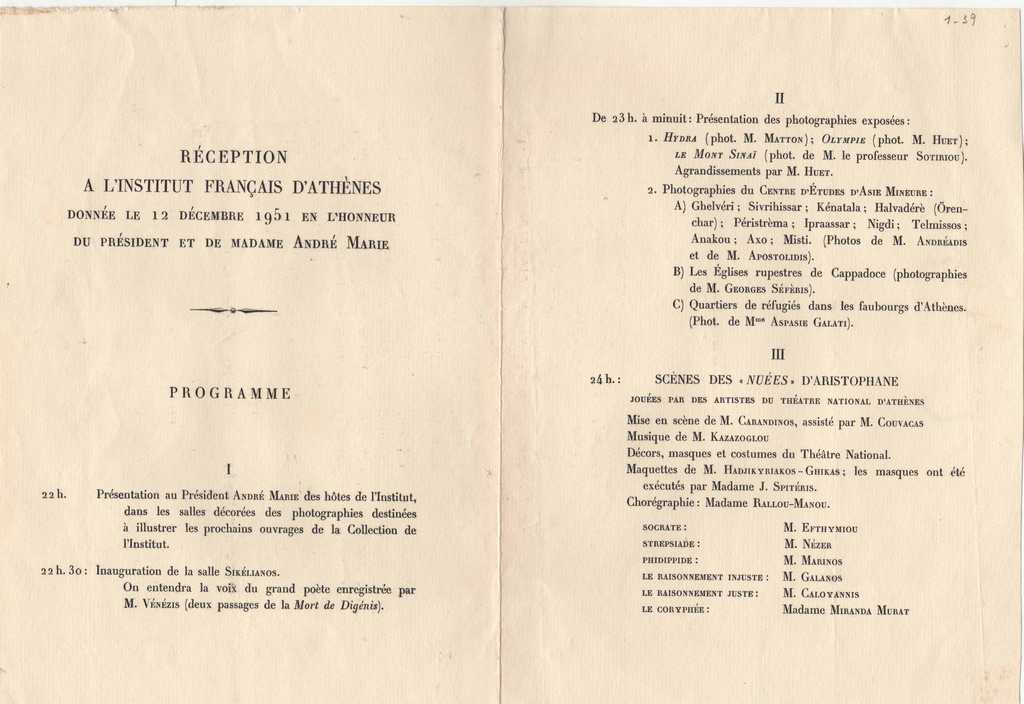 RÉCEPTION
A L'INSTITUT FRANÇAIS D'ATHÈNES
DONNÉE LE 12 DÉCEMBRE 1951 EN L'HONNEUR
DU PRÉSIDENT ET DE MADAME ANDRÉ MARIE
PROGRAMME
I
22 h. Présentation au Président ANDRÉ MARIE des hôtes de l'Institut,
dans les salles décorées des photographies destinées
à illustrer les prochains ouvrages de la Collection de
l'Institut.
22 h. 30 : Inauguration de la salle SIKÉLIANOS.
On entendra la voix du grand poète enregistrée par
M. VÉNÉZIS (deux passages de la Mort de Digénis).
1-39
II
De 23 h. à minuit : Présentation des photographies exposées :
1. HYDRA (phot. M. MATTON) ; OLYMPIE (phot. M. HUET) ;
LE MONT SINAÏ (phot. de M. le professeur SOTIRIOU).
Agrandissements par M. HUET.
2. Photographies du CENTRE D'ÉTUDES D'ASIE MINEURE :
A) Ghelvéri ; Sivrihissar ; Kénatala ; Halvadérè (Ören-
char) ; Péristrèma ; Ipraassar ; Nigdi ; Telmissos ;
Anakou ; Axo ; Misti. (Photos de M. ANDRÉADIS
et de M. APOSTOLIDIS).
B) Les Églises rupestres de Cappadoce (photographies
de M. GEORGES SÉFÈRIS).
C) Quartiers de réfugiés dans les faubourgs d'Athènes.
(Phot. de Mme ASPASIE GALATI).
III
24 h. : SCÈNES DES « NUÉES » D'ARISTOPHANE
JOUÉES PAR DES ARTISTES DU THÉATRE NATIONAL D'ATHÈNES
Mise en scène de M. CARANDINOS, assisté par M. COUVACAS
Musique de M. KAZAZOGLOU
Décors, masques et costumes du Théâtre National.
Maquettes de M. HADJIKYRIAKOS-GHIKAS ; les masques ont été
exécutés par Madame J. SPITÉRIS.
Chorégraphie : Madame RALLOU-MANOU.
SOCRATE : M. EFTHYMIOU
STREPSIADE : M. NÉZER
PHIDIPPIDE : M. MARINOS
LE RAISONNEMENT INJUSTE : M. GALANOS
LE RAISONNEMENT JUSTE : M. CALOYANNIS
LE CORYPHÉE : Madame MIRANDA MURAT